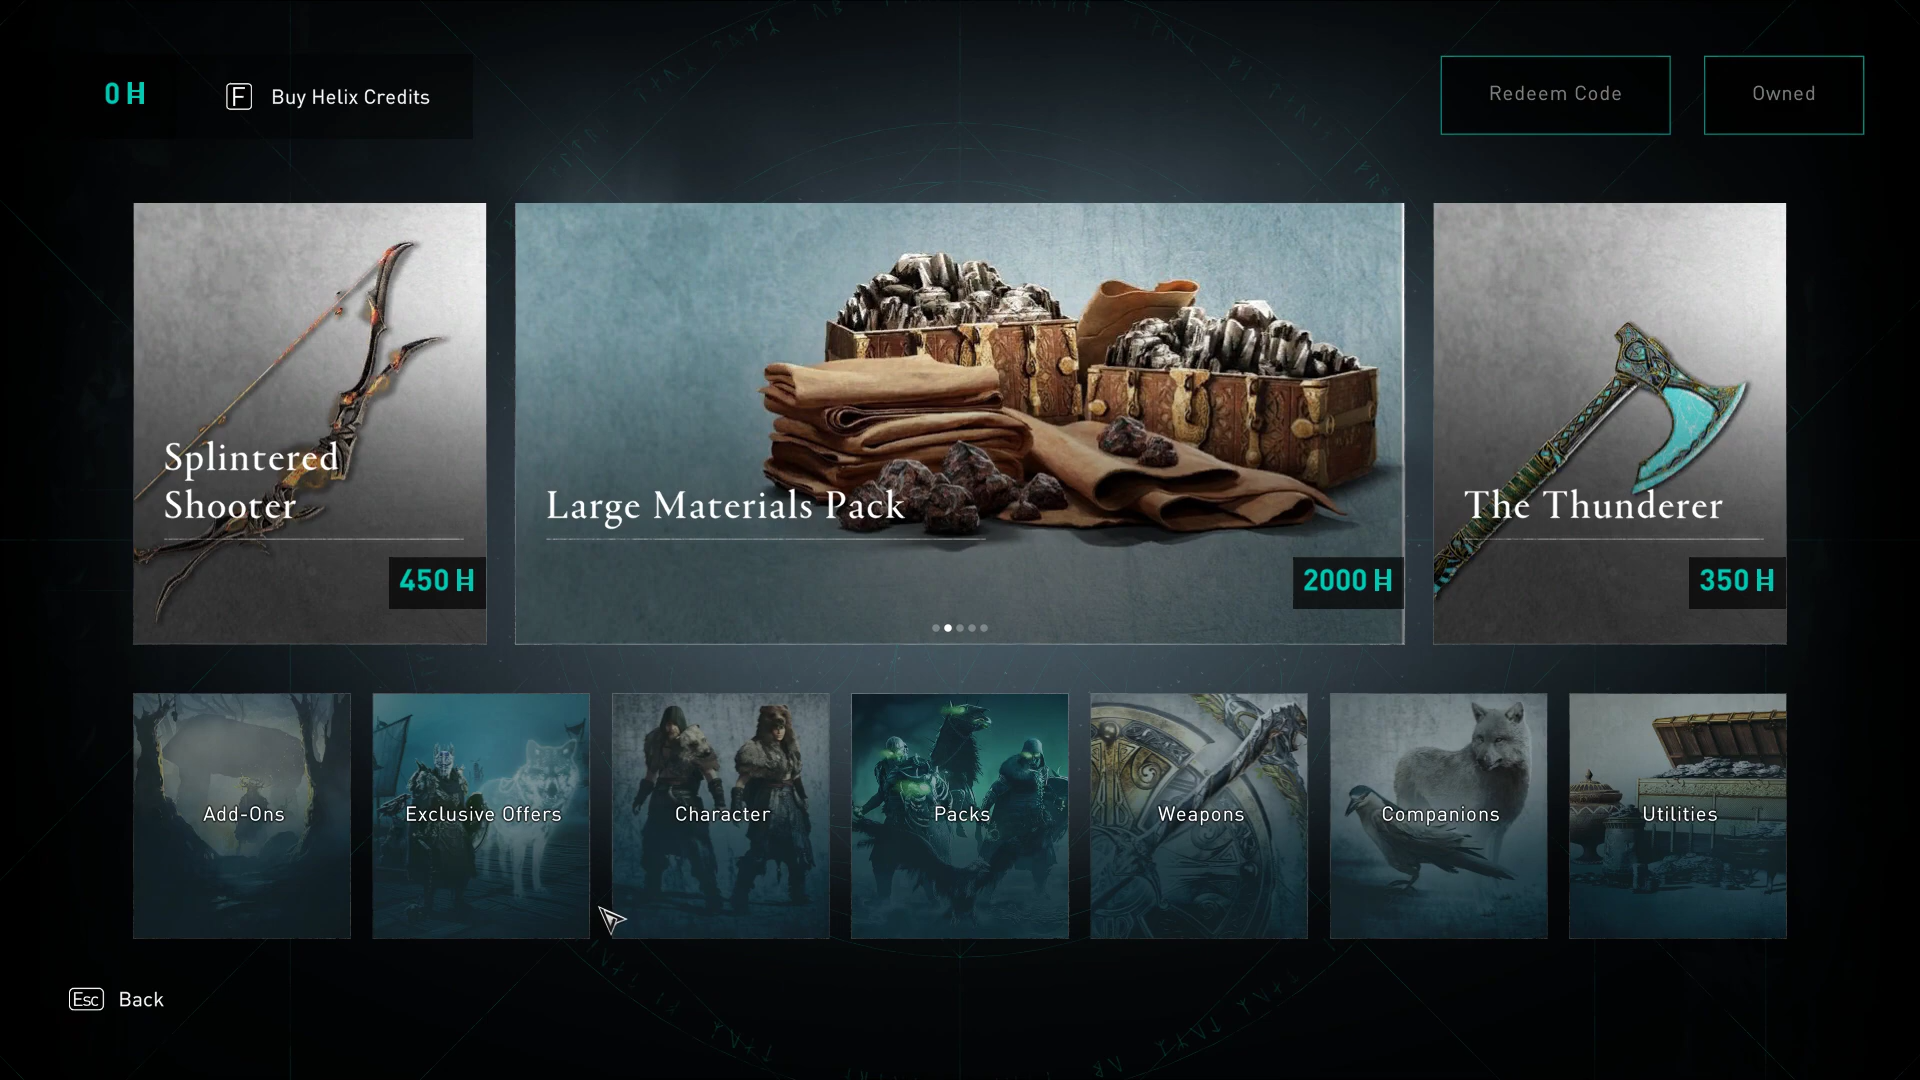 0 H
F Buy Helix Credits
Redeem Code
Owned
Splintered
Shooter
450 H
Large Materials Pack
2000 H
The Thunderer
350 H
Add-Ons
Exclusive Offers
Character
Packs
Weapons
Companions
Utilities
Esc Back